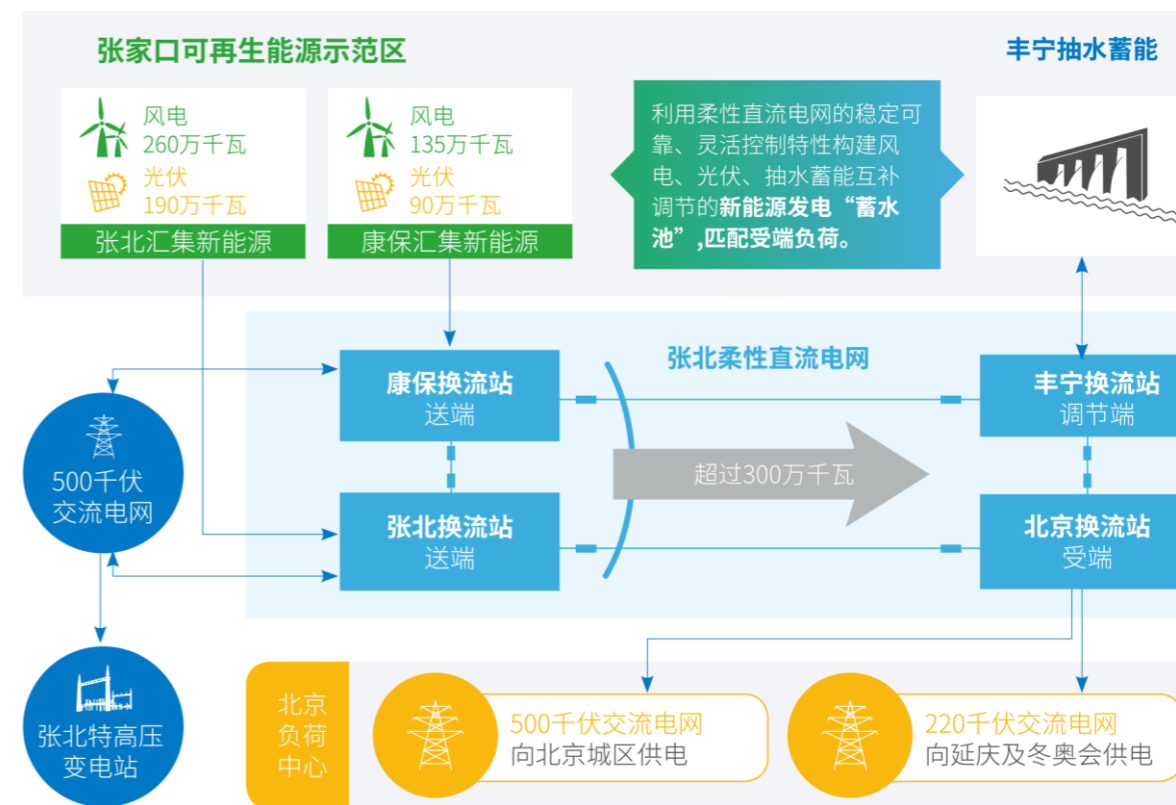 张家口可再生能源示范区
丰宁抽水蓄能
风电
260万千瓦
光伏
190万千瓦
张北汇集新能源
风电
135万千瓦
光伏
90万千瓦
康保汇集新能源
利用柔性直流电网的稳定可
靠、灵活控制特性构建风
电、光伏、抽水蓄能互补
调节的新能源发电“蓄水
池”,匹配受端负荷。
张北柔性直流电网
康保换流站
送端
丰宁换流站
调节端
超过300万千瓦
500千伏
交流电网
张北换流站
送端
北京换流站
受端
张北特高压
变电站
北京
负荷
中心
500千伏交流电网
向北京城区供电
220千伏交流电网
向延庆及冬奥会供电